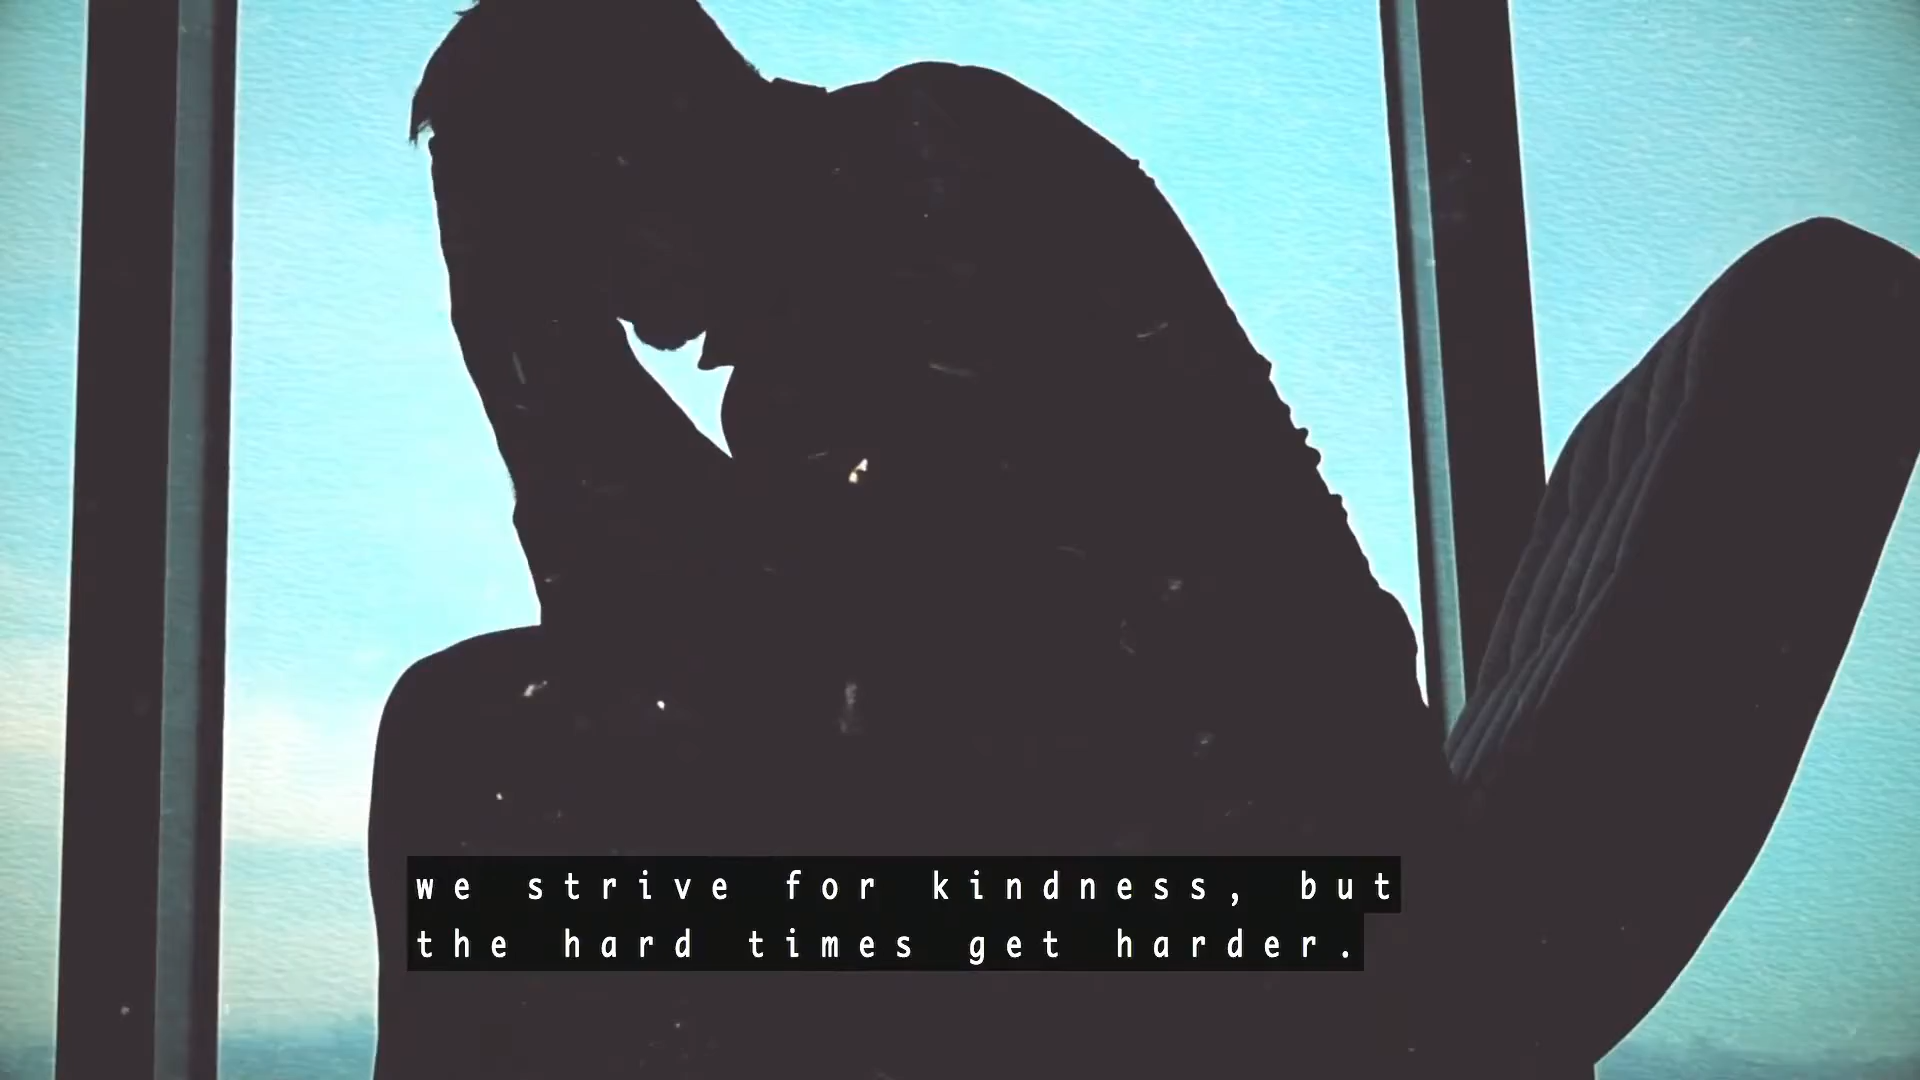 we strive for kindness, but
the hard times get harder.